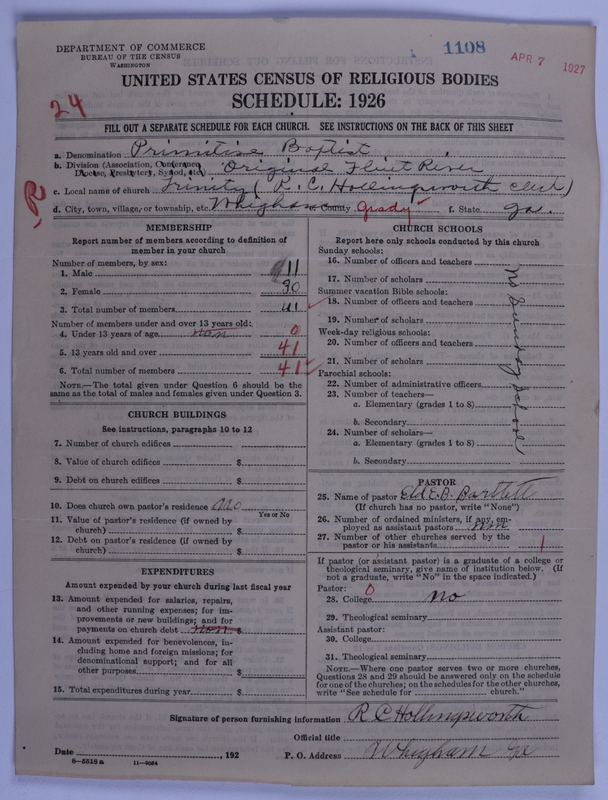 DEPARTMENT OF COMMERCE
BUREAU OF THE CENSUS
WASHINGTON
1108
APR 7 1927
UNITED STATES CENSUS OF RELIGIOUS BODIES
SCHEDULE: 1926
24
FILL OUT A SEPARATE SCHEDULE FOR EACH CHURCH. SEE INSTRUCTIONS ON THE BACK OF THIS SHEET
a. Denomination Primitive Baptist
b. Division (Association, Conference, Diocese, Presbytery, Synod, etc.) Original Flint River
c. Local name of church Trinity (R. C. Hollingsworth clerk)
R
d. City, town, village, or township, etc. Whigham County Grady f. State Ga.
MEMBERSHIP
Report number of members according to definition of
member in your church
Number of members, by sex:
1. Male 11
2. Female 30
3. Total number of members 41
Number of members under and over 13 years old:
4. Under 13 years of age non 0
5. 13 years old and over 41
6. Total number of members 41
NOTE.—The total given under Question 6 should be the
same as the total of males and females given under Question 3.
CHURCH BUILDINGS
See instructions, paragraphs 10 to 12
7. Number of church edifices
8. Value of church edifices $
9. Debt on church edifices $
10. Does church own pastor's residence no
Yes or No
11. Value of pastor's residence (if owned by
church) $
12. Debt on pastor's residence (if owned by
church) $
EXPENDITURES
Amount expended by your church during last fiscal year
13. Amount expended for salaries, repairs,
and other running expenses; for im-
provements or new buildings; and for
payments on church debt non $
14. Amount expended for benevolences, in-
cluding home and foreign missions; for
denominational support; and for all
other purposes $
15. Total expenditures during year $
CHURCH SCHOOLS
Report here only schools conducted by this church
Sunday schools:
16. Number of officers and teachers
17. Number of scholars
Summer vacation Bible schools:
18. Number of officers and teachers
19. Number of scholars
Week-day religious schools:
20. Number of officers and teachers
21. Number of scholars
Parochial schools:
22. Number of administrative officers
23. Number of teachers—
a. Elementary (grades 1 to 8)
b. Secondary
24. Number of scholars—
a. Elementary (grades 1 to 8)
b. Secondary
No Sunday School
PASTOR
25. Name of pastor Eld E. B. Bartlett
(If church has no pastor, write "None")
26. Number of ordained ministers, if any, em-
ployed as assistant pastors
27. Number of other churches served by the
pastor or his assistants 1
If pastor (or assistant pastor) is a graduate of a college or
theological seminary, give name of institution below. (If
not a graduate, write "No" in the space indicated.)
Pastor: 0
28. College no
29. Theological seminary
Assistant pastor:
30. College
31. Theological seminary
NOTE.—Where one pastor serves two or more churches,
Questions 28 and 29 should be answered only on the schedule
for one of the churches; on the schedules for the other churches,
write "See schedule for church."
Signature of person furnishing information R C Hollingsworth
Official title
Date , 192
P. O. Address Whigham Ga
8—5518 a 11—9054